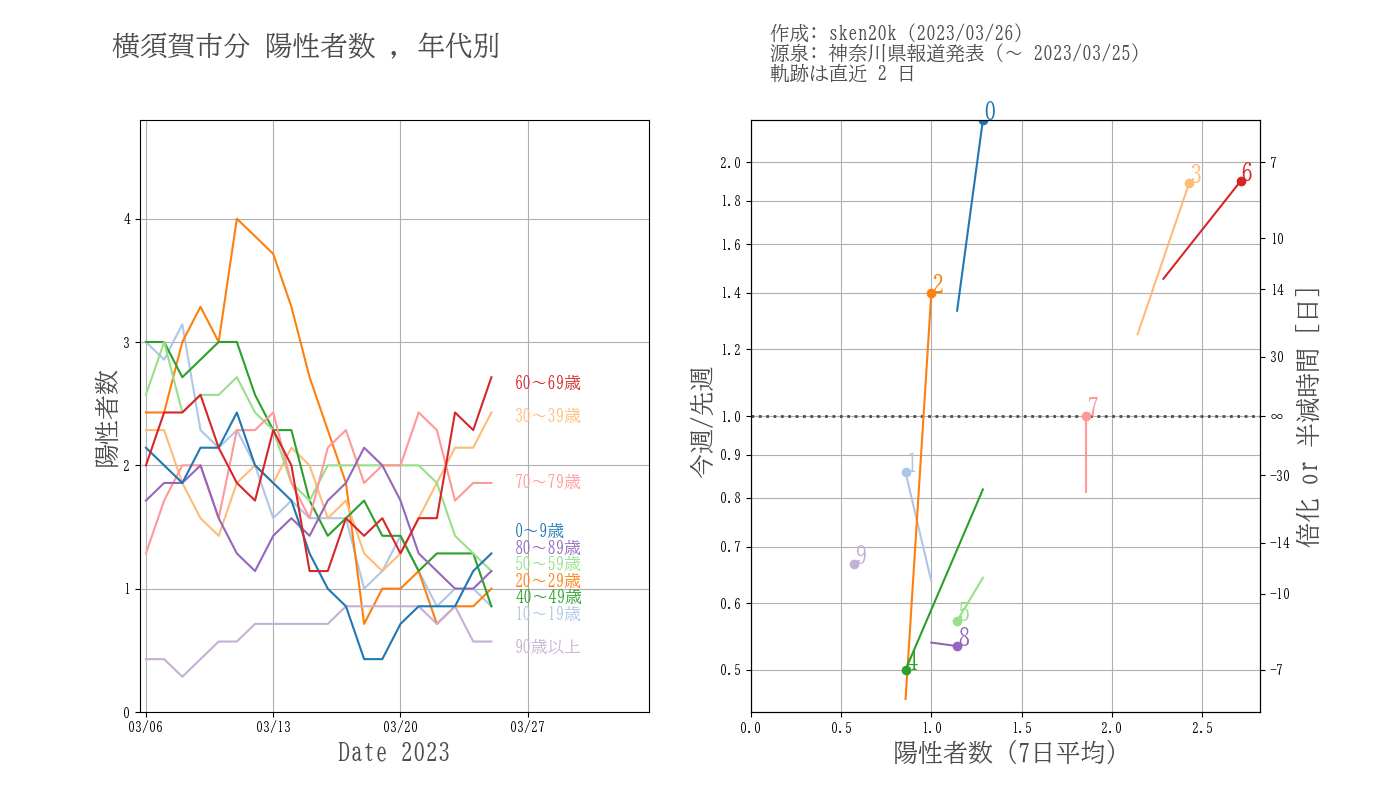 横須賀市分 陽性者数 , 年代別
作成: sken20k (2023/03/26)
源泉: 神奈川県報道発表 (〜 2023/03/25)
軌跡は直近 2 日
陽性者数
4
3
2
1
0
60〜69歳
30〜39歳
70〜79歳
0〜9歳
80〜89歳
50〜59歳
20〜29歳
40〜49歳
10〜19歳
90歳以上
03/06 03/13 03/20 03/27
Date 2023
今週/先週
2.0
1.8
1.6
1.4
1.2
1.0
0.9
0.8
0.7
0.6
0.5
0
3
6
2
7
1
9
5
8
4
7
10
14
30
∞
-30
-14
-10
-7
倍化 or 半減時間 [日]
0.0 0.5 1.0 1.5 2.0 2.5
陽性者数 (7日平均)